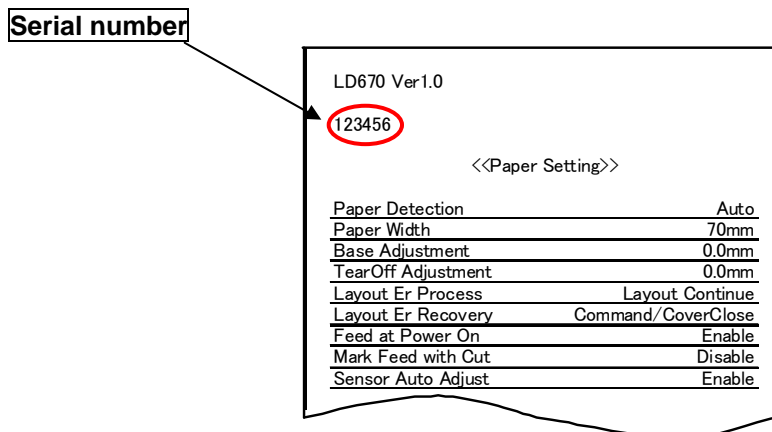 Serial number
LD670 Ver1.0
123456
<<Paper Setting>>
Paper Detection Auto
Paper Width 70mm
Base Adjustment 0.0mm
TearOff Adjustment 0.0mm
Layout Er Process Layout Continue
Layout Er Recovery Command/CoverClose
Feed at Power On Enable
Mark Feed with Cut Disable
Sensor Auto Adjust Enable